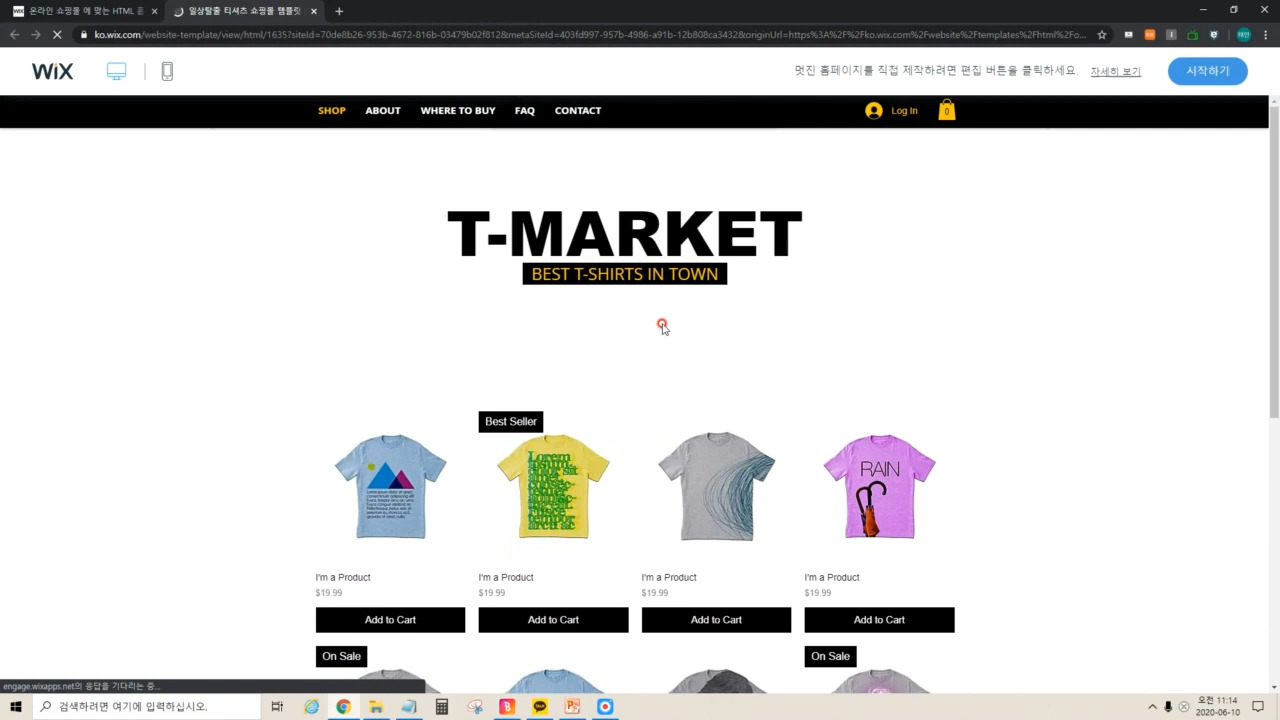 온라인 쇼핑몰 에 맞는 HTML 홈
일상탈출 티셔츠 쇼핑몰 템플릿
ko.wix.com/website-template/view/html/1635?siteId=70de8b26-953b-4672-816b-03479b02f812&metaSiteId=403fd997-957b-4986-a91b-12b808ca3432&originUrl=https%3A%2F%2Fko.wix.com%2Fwebsite%2Ftemplates%2Fhtml%2Fo...
WiX
멋진 홈페이지를 직접 제작하려면 편집 버튼을 클릭하세요.
자세히 보기
시작하기
SHOP ABOUT WHERE TO BUY FAQ CONTACT
Log In
0
T-MARKET
BEST T-SHIRTS IN TOWN
Best Seller
RAIN
I'm a Product I'm a Product I'm a Product I'm a Product
$19.99 $19.99 $19.99 $19.99
Add to Cart Add to Cart Add to Cart Add to Cart
On Sale On Sale
engage.wixapps.net의 응답을 기다리는 중...
검색하려면 여기에 입력하십시오.
오전 11:14
2020-06-10